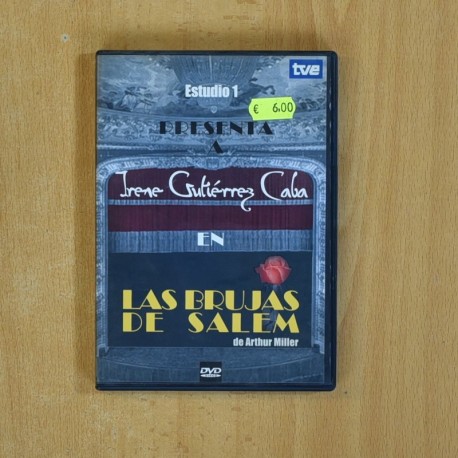 tve
Estudio 1
€ 6,00
PRESENTA
A
Irene Gutiérrez Caba
EN
LAS BRUJAS
DE SALEM
de Arthur Miller
DVD